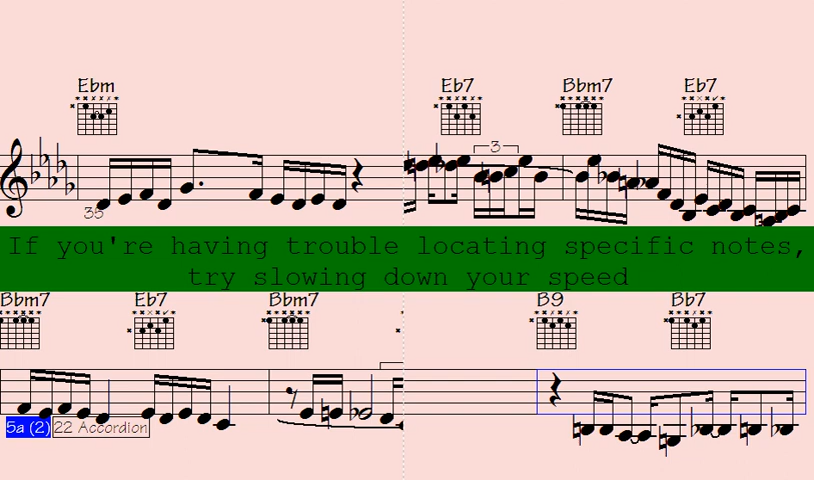 Ebm Eb7 Bbm7 Eb7
3
35
If you're having trouble locating specific notes,
try slowing down your speed
Bbm7 Eb7 Bbm7 B9 Bb7
5a (2) 22 Accordion